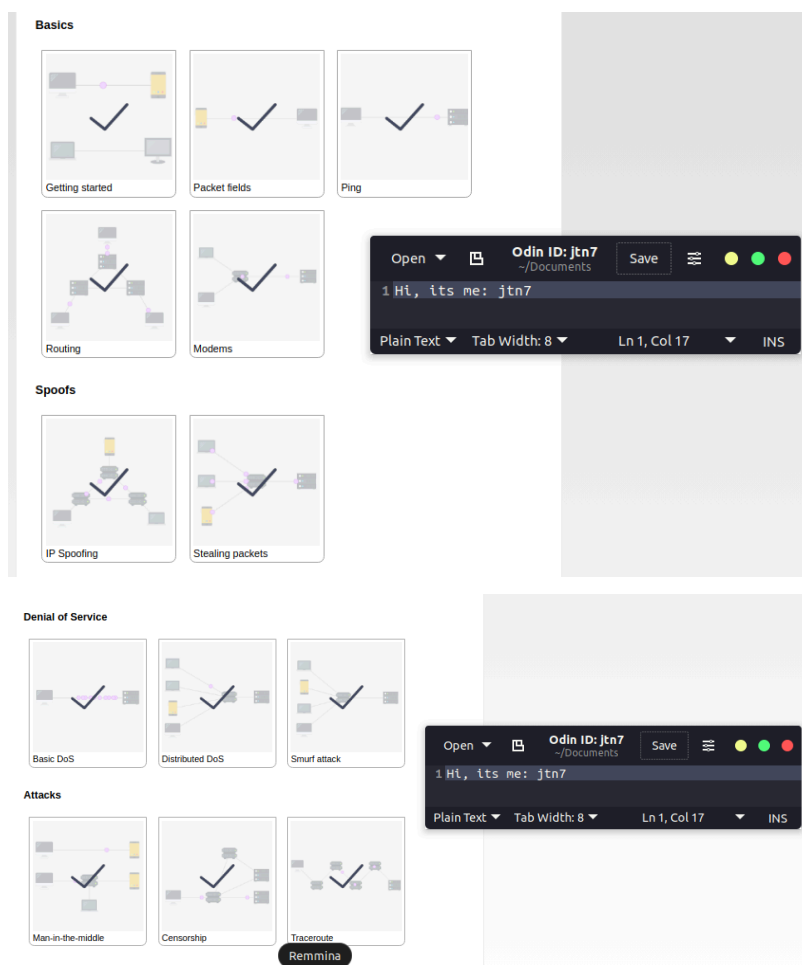 Basics
Getting started
Packet fields
Ping
Routing
Modems
Open
Odin ID: jtn7
~/Documents
Save
1 Hi, its me: jtn7
Plain Text Tab Width: 8 Ln 1, Col 17 INS
Spoofs
IP Spoofing
Stealing packets
Denial of Service
Basic DoS
Distributed DoS
Smurf attack
Open
Odin ID: jtn7
~/Documents
Save
1 Hi, its me: jtn7
Plain Text Tab Width: 8 Ln 1, Col 17 INS
Attacks
Man-in-the-middle
Censorship
Traceroute
Remmina